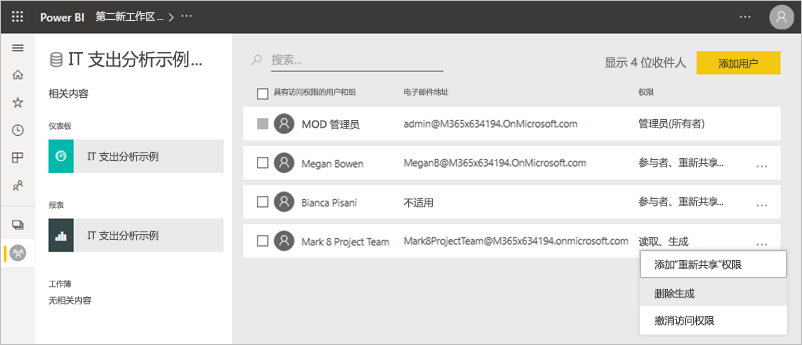 Power BI 第二新工作区... > ...
IT 支出分析示例...
相关内容
仪表板
IT 支出分析示例
报表
IT 支出分析示例
工作簿
无相关内容
搜索...
显示 4 位收件人
添加用户
具有访问权限的用户和组 电子邮件地址 权限
MOD 管理员 admin@M365x634194.OnMicrosoft.com 管理员(所有者)
Megan Bowen MeganB@M365x634194.OnMicrosoft.com 参与者、重新共享... ...
Bianca Pisani 不适用 参与者、重新共享... ...
Mark 8 Project Team Mark8ProjectTeam@M365x634194.onmicrosoft.com 读取、生成 ...
添加“重新共享”权限
删除生成
撤消访问权限